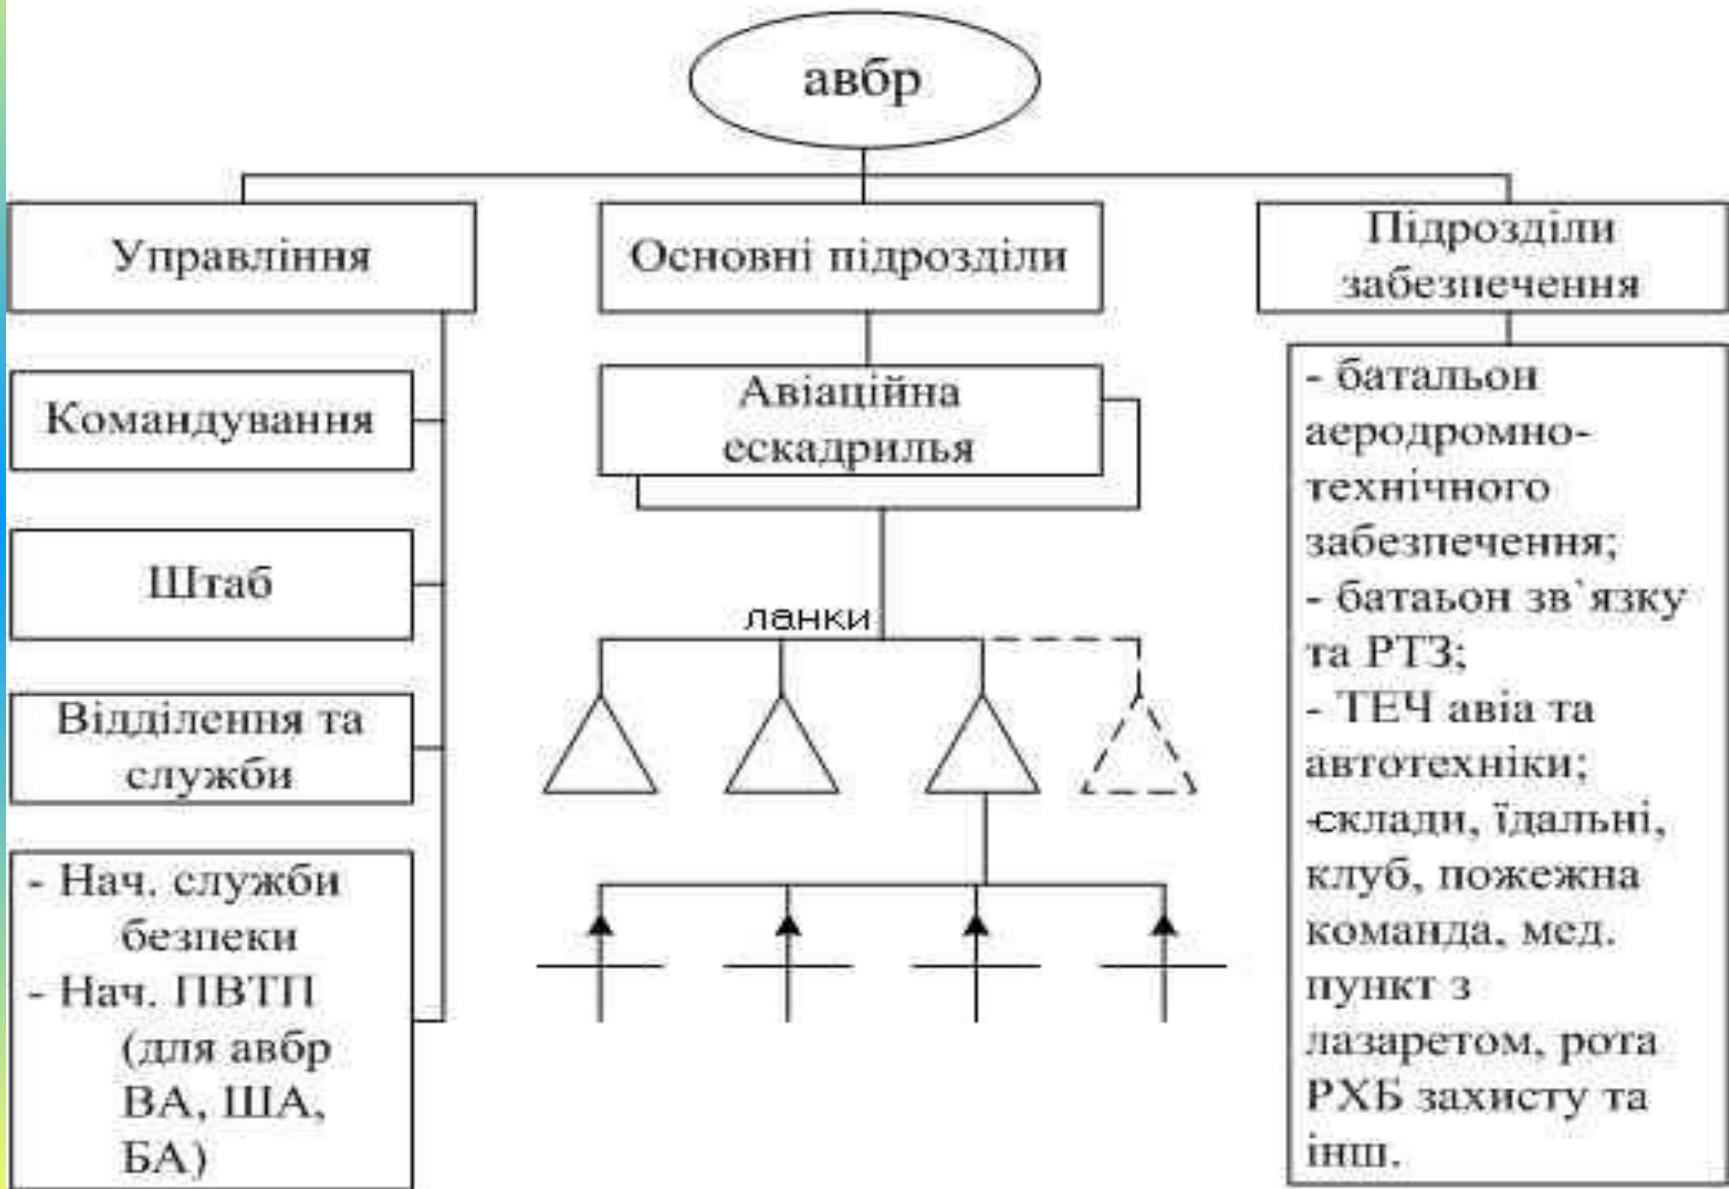 авбр
Управління
Командування
Штаб
Відділення та
служби
- Нач. служби
безпеки
- Нач. ПВТП
(для авбр
ВА, ША,
БА)
Основні підрозділи
Авіаційна
ескадрилья
ланки
Підрозділи
забезпечення
- батальон
аеродромно-
технічного
забезпечення;
- батаьон зв`язку
та РТЗ;
- ТЕЧ авіа та
автотехніки;
-склади, їдальні,
клуб, пожежна
команда, мед.
пункт з
лазаретом, рота
РХБ захисту та
інш.